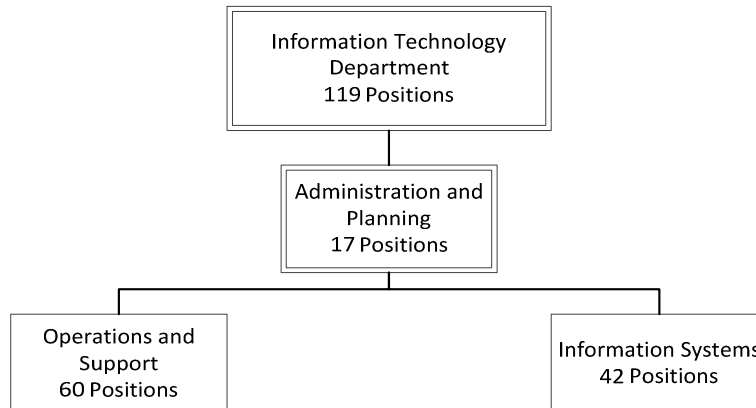 Information Technology
Department
119 Positions
Administration and
Planning
17 Positions
Operations and
Support
60 Positions
Information Systems
42 Positions